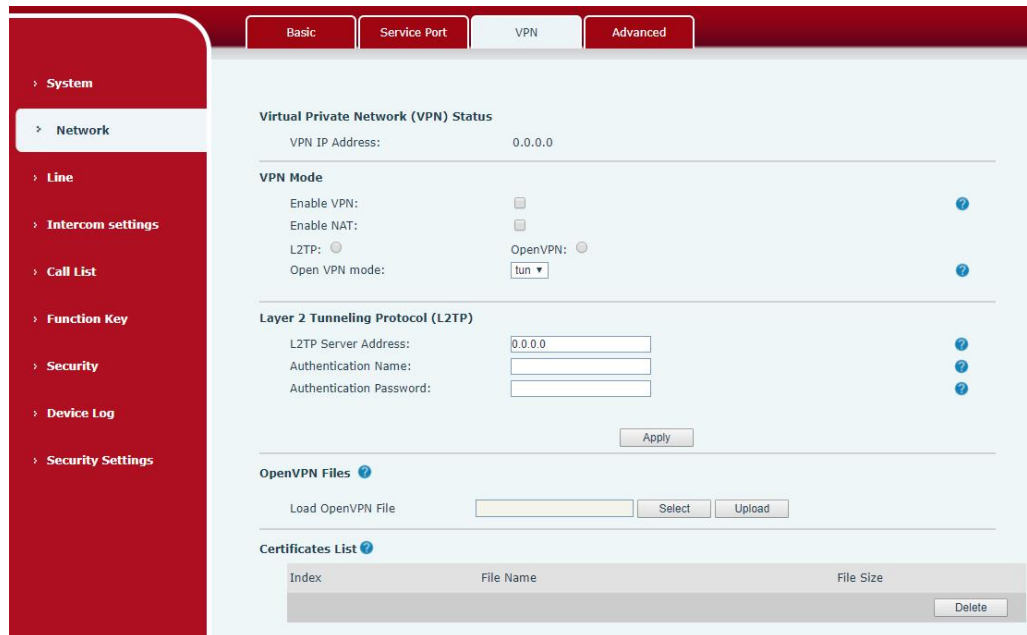 Basic Service Port VPN Advanced
System
Network
Line
Intercom settings
Call List
Function Key
Security
Device Log
Security Settings
Virtual Private Network (VPN) Status
VPN IP Address: 0.0.0.0
VPN Mode
Enable VPN: ?
Enable NAT:
L2TP: OpenVPN:
Open VPN mode: tun ?
Layer 2 Tunneling Protocol (L2TP)
L2TP Server Address: 0.0.0.0 ?
Authentication Name: ?
Authentication Password: ?
Apply
OpenVPN Files ?
Load OpenVPN File Select Upload
Certificates List ?
Index File Name File Size
Delete